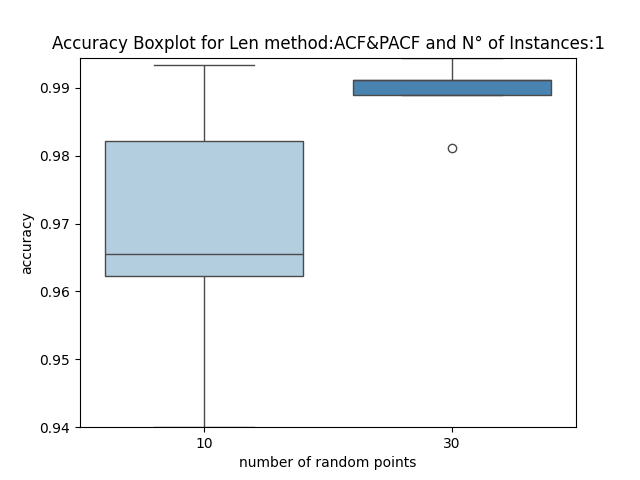 Accuracy Boxplot for Len method:ACF&PACF and N° of Instances:1
0.99
0.98
0.97
0.96
0.95
0.94
accuracy
10
30
number of random points